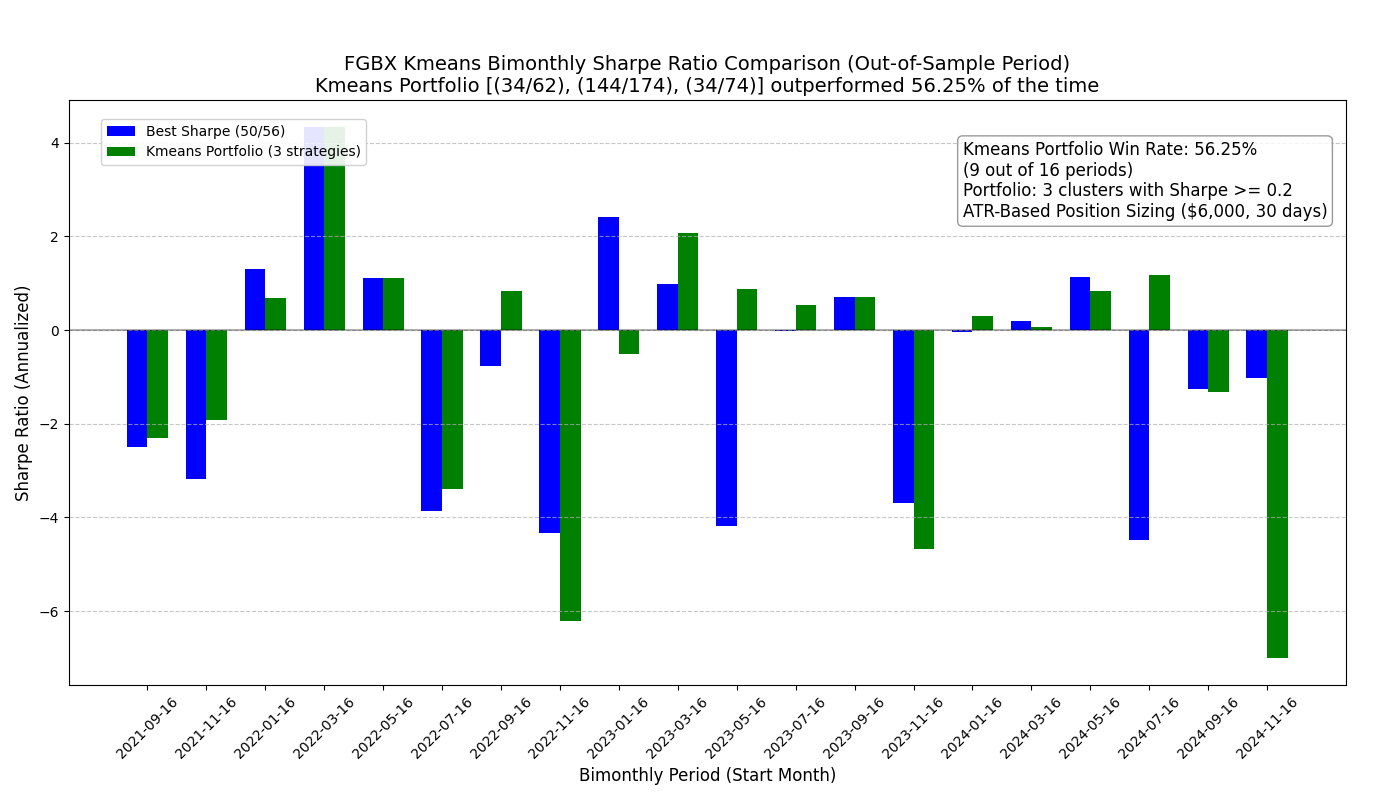 FGBX Kmeans Bimonthly Sharpe Ratio Comparison (Out-of-Sample Period)
Kmeans Portfolio [(34/62), (144/174), (34/74)] outperformed 56.25% of the time
Best Sharpe (50/56)
Kmeans Portfolio (3 strategies)
Kmeans Portfolio Win Rate: 56.25%
(9 out of 16 periods)
Portfolio: 3 clusters with Sharpe >= 0.2
ATR-Based Position Sizing ($6,000, 30 days)
Sharpe Ratio (Annualized)
4
2
0
−2
−4
−6
2021-09-16
2021-11-16
2022-01-16
2022-03-16
2022-05-16
2022-07-16
2022-09-16
2022-11-16
2023-01-16
2023-03-16
2023-05-16
2023-07-16
2023-09-16
2023-11-16
2024-01-16
2024-03-16
2024-05-16
2024-07-16
2024-09-16
2024-11-16
Bimonthly Period (Start Month)